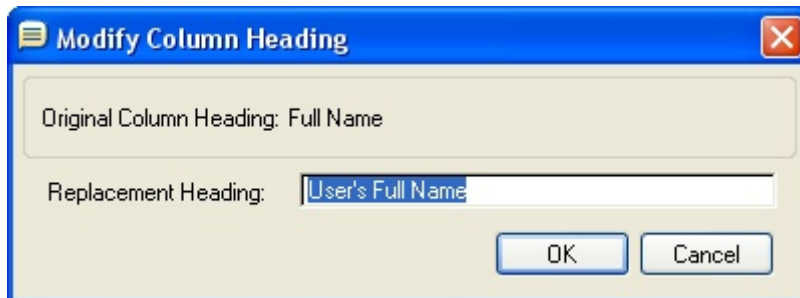 Modify Column Heading
Original Column Heading: Full Name
Replacement Heading: User's Full Name
OK Cancel